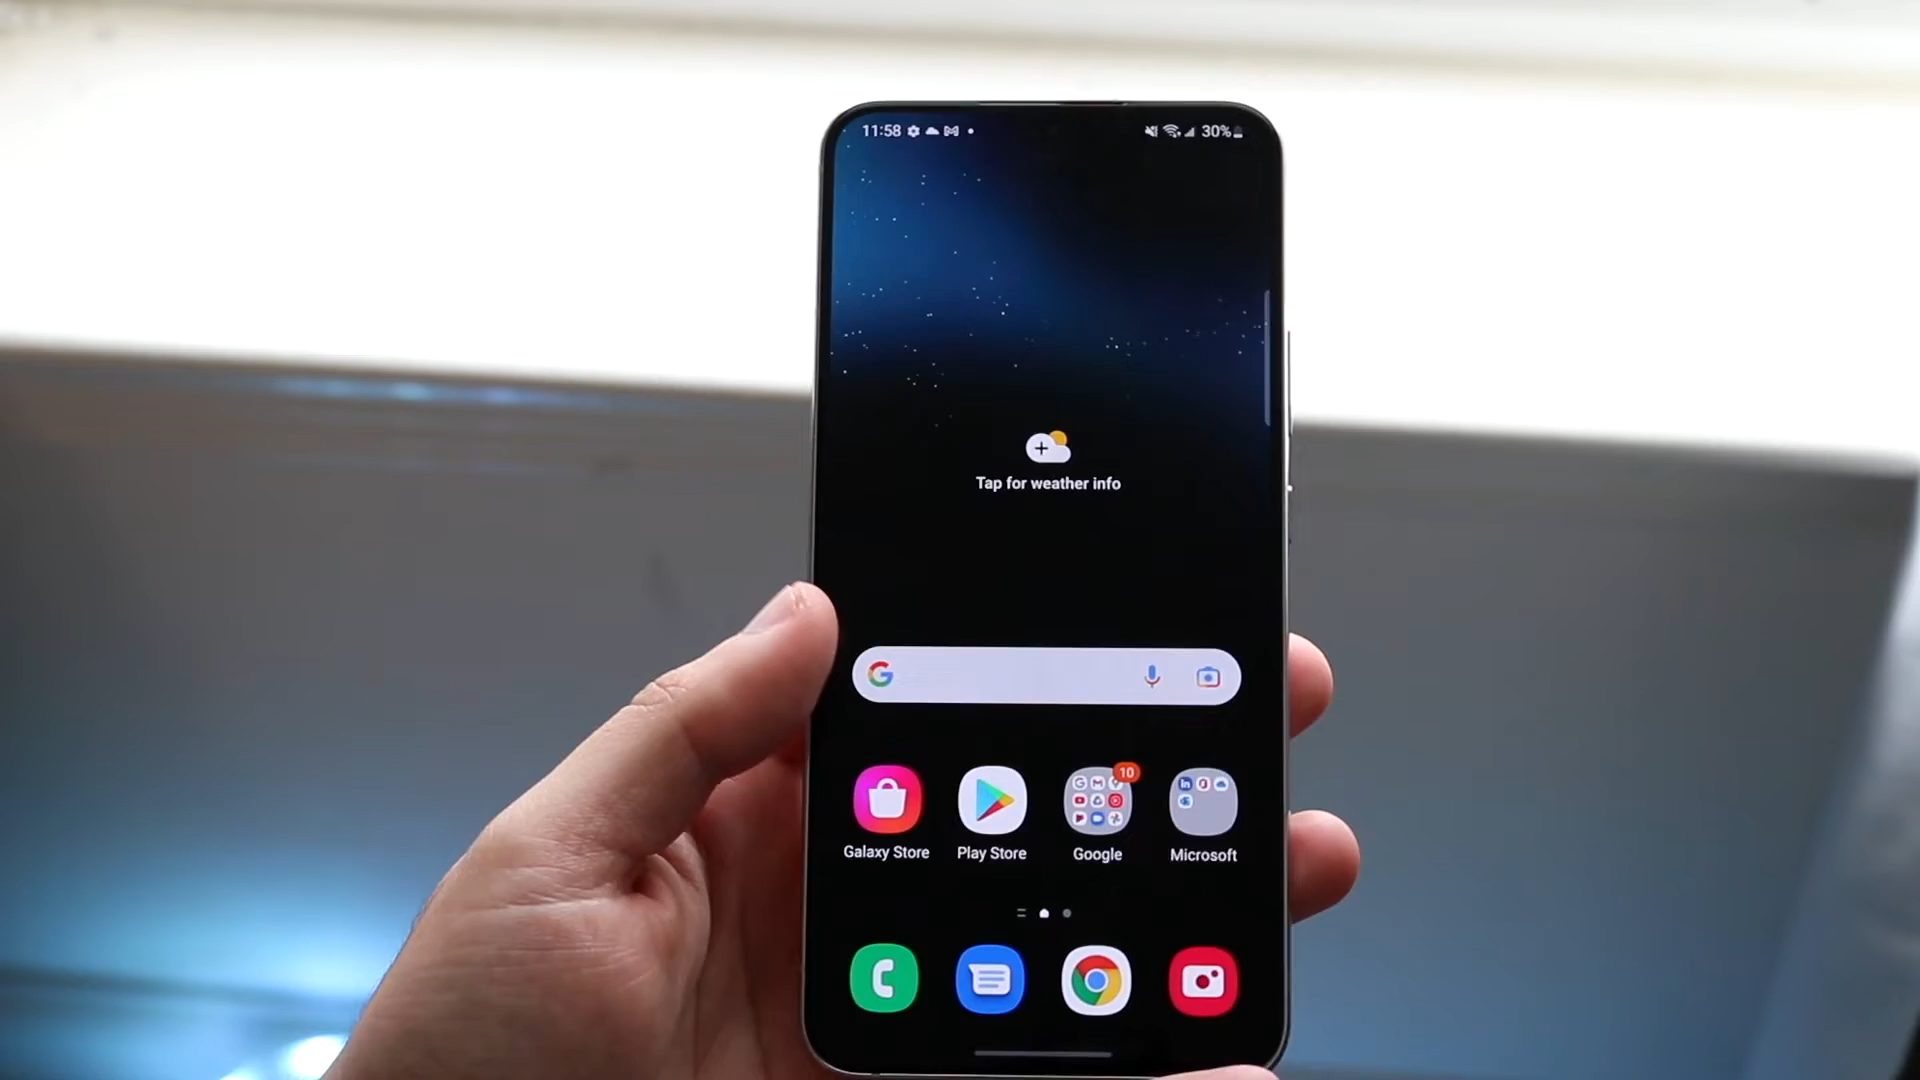 11:58
30%
Tap for weather info
10
Galaxy Store
Play Store
Google
Microsoft